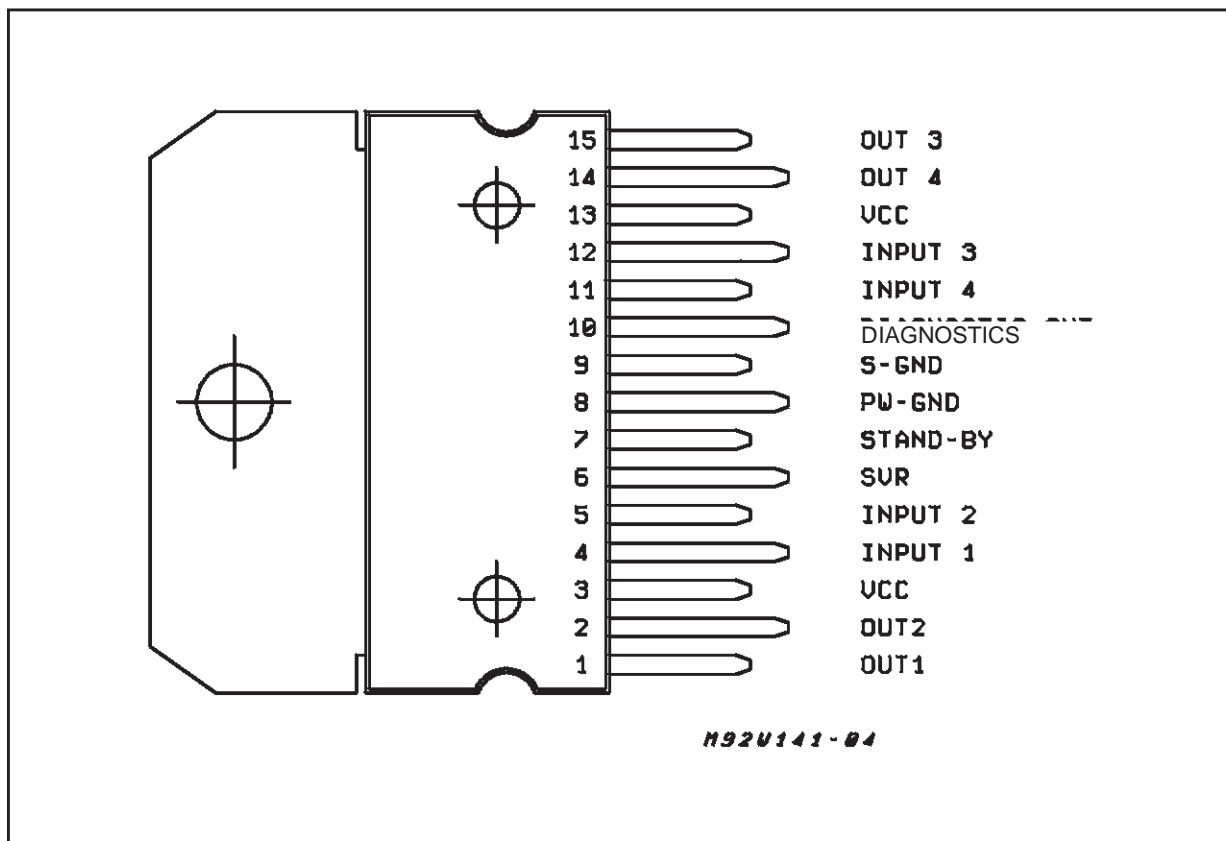 15 OUT 3
14 OUT 4
13 VCC
12 INPUT 3
11 INPUT 4
10 DIAGNOSTICS
9 S-GND
8 PW-GND
7 STAND-BY
6 SVR
5 INPUT 2
4 INPUT 1
3 VCC
2 OUT2
1 OUT1
M92V141-04